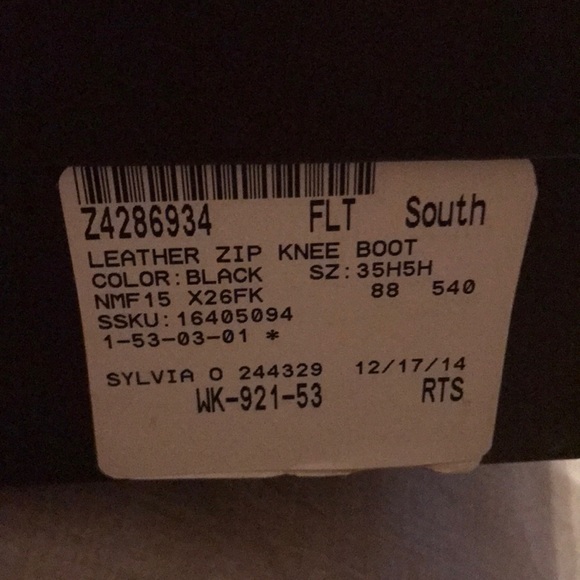 Z4286934 FLT South
LEATHER ZIP KNEE BOOT
COLOR:BLACK SZ:35H5H
NMF15 X26FK 88 540
SSKU:16405094
1-53-03-01 *
SYLVIA O 244329 12/17/14
WK-921-53 RTS